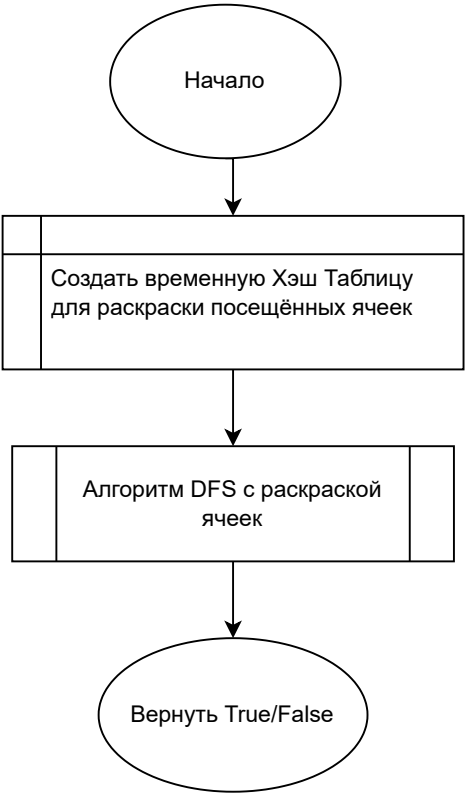 Начало
Создать временную Хэш Таблицу
для раскраски посещённых ячеек
Алгоритм DFS с раскраской
ячеек
Вернуть True/False